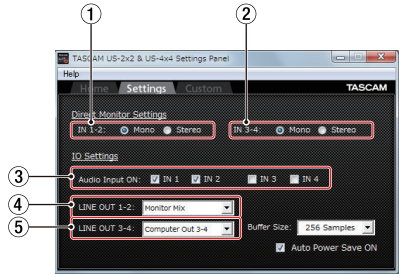 ① ②
TASCAM US-2x2 & US-4x4 Settings Panel
Help
Home Settings Custom TASCAM
Direct Monitor Settings
IN 1-2: Mono Stereo IN 3-4: Mono Stereo
IO Settings
③ Audio Input ON: IN 1 IN 2 IN 3 IN 4
④ LINE OUT 1-2: Monitor Mix
⑤ LINE OUT 3-4: Computer Out 3-4 Buffer Size: 256 Samples
Auto Power Save ON